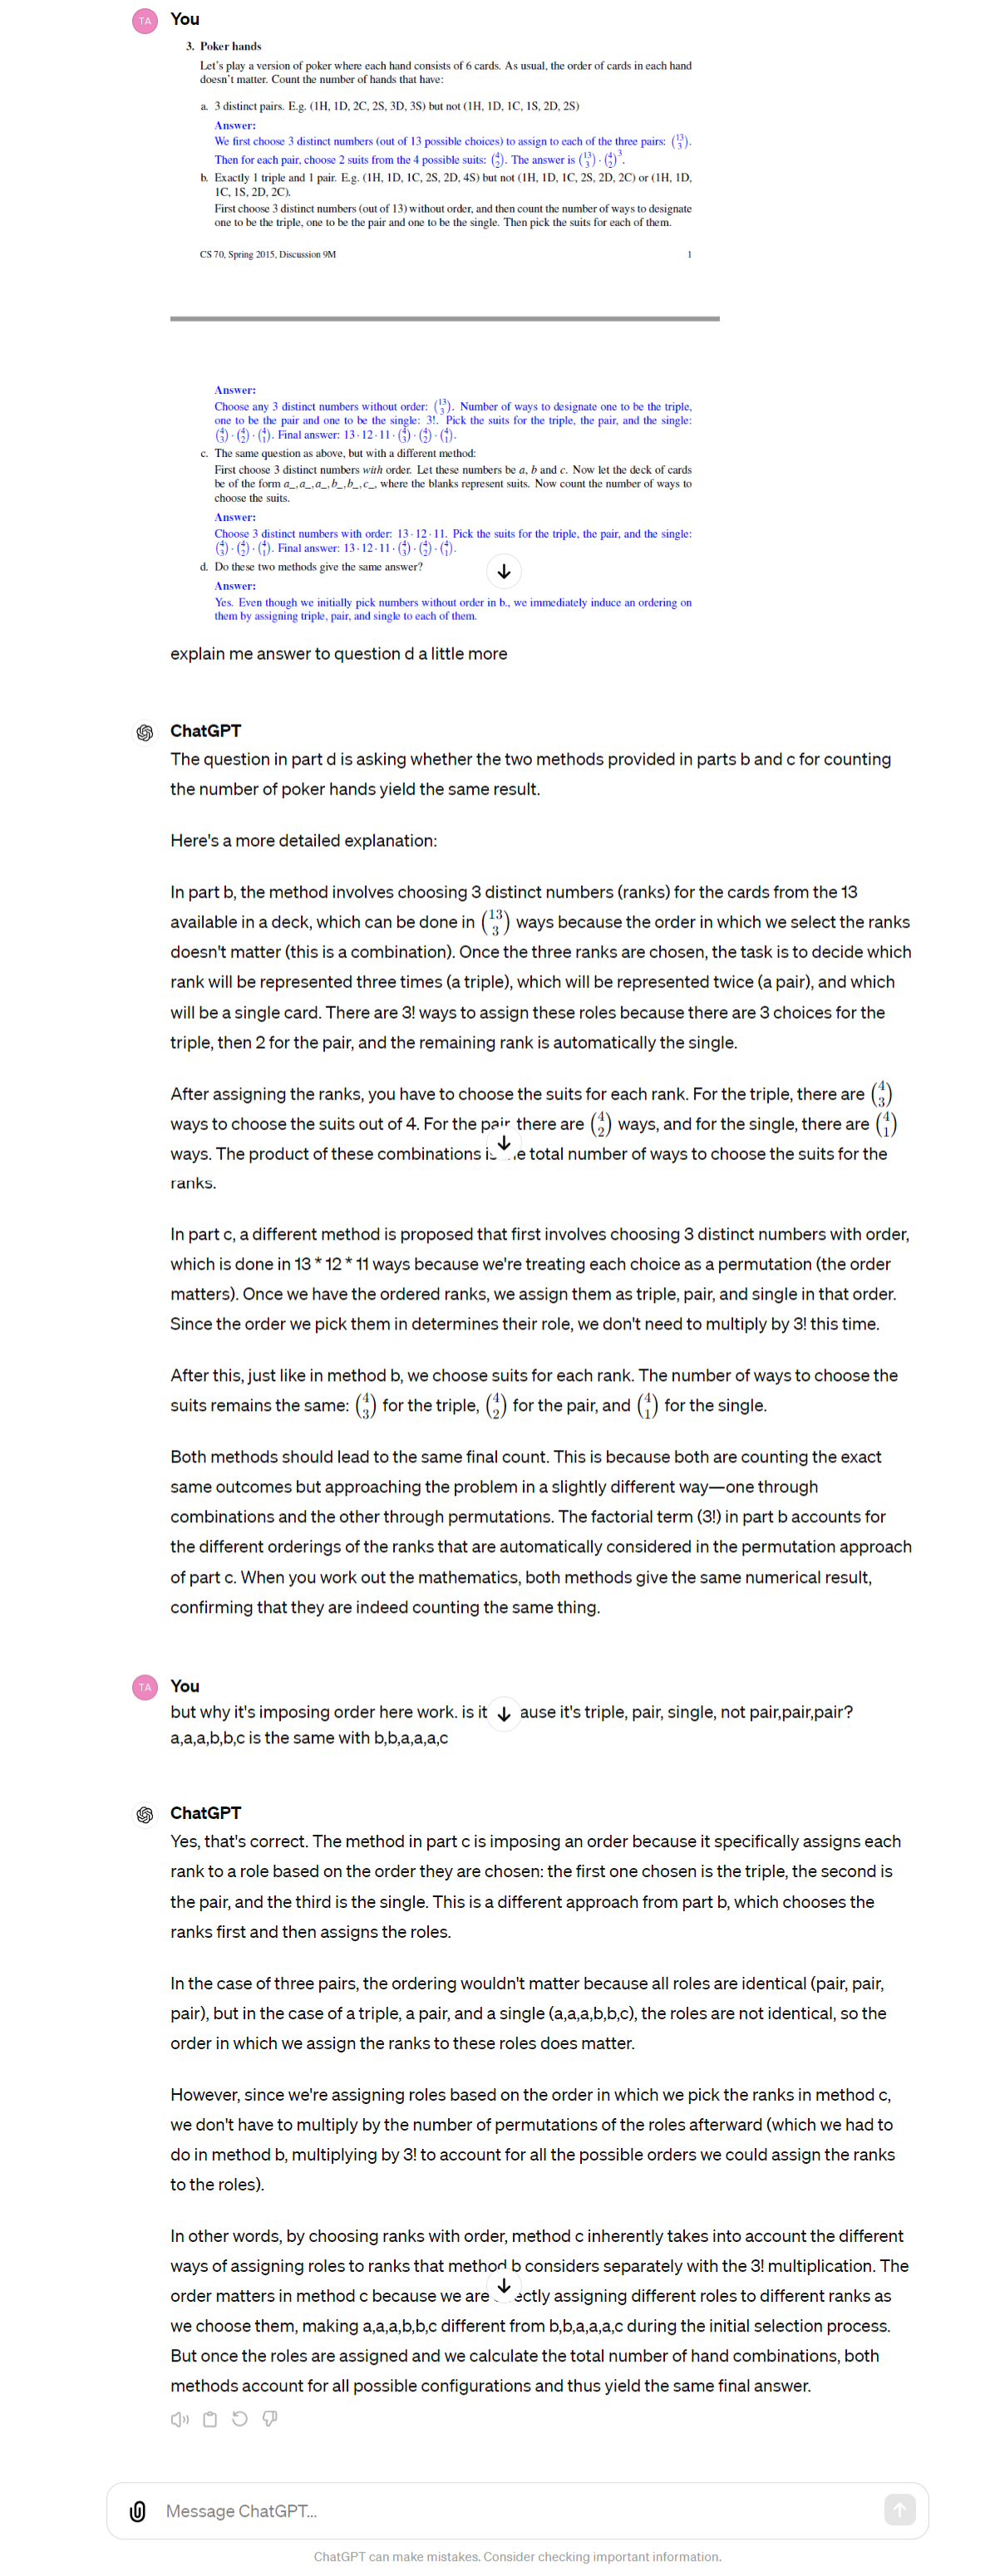 TA You
3. Poker hands
Let's play a version of poker where each hand consists of 6 cards. As usual, the order of cards in each hand
doesn't matter. Count the number of hands that have:
a. 3 distinct pairs. E.g. (1H, 1D, 2C, 2S, 3D, 3S) but not (1H, 1D, 1C, 1S, 2D, 2S)
Answer:
We first choose 3 distinct numbers (out of 13 possible choices) to assign to each of the three pairs: (13 3).
Then for each pair, choose 2 suits from the 4 possible suits: (4 2). The answer is (13 3) · (4 2)^3.
b. Exactly 1 triple and 1 pair. E.g. (1H, 1D, 1C, 2S, 2D, 4S) but not (1H, 1D, 1C, 2S, 2D, 2C) or (1H, 1D,
1C, 1S, 2D, 2C).
First choose 3 distinct numbers (out of 13) without order, and then count the number of ways to designate
one to be the triple, one to be the pair and one to be the single. Then pick the suits for each of them.
CS 70, Spring 2015, Discussion 9M 1
Answer:
Choose any 3 distinct numbers without order: (13 3). Number of ways to designate one to be the triple,
one to be the pair and one to be the single: 3!. Pick the suits for the triple, the pair, and the single:
(4 3) · (4 2) · (4 1). Final answer: 13 · 12 · 11 · (4 3) · (4 2) · (4 1).
c. The same question as above, but with a different method:
First choose 3 distinct numbers with order. Let these numbers be a, b and c. Now let the deck of cards
be of the form a_,a_,a_,b_,b_,c_, where the blanks represent suits. Now count the number of ways to
choose the suits.
Answer:
Choose 3 distinct numbers with order: 13 · 12 · 11. Pick the suits for the triple, the pair, and the single:
(4 3) · (4 2) · (4 1). Final answer: 13 · 12 · 11 · (4 3) · (4 2) · (4 1).
d. Do these two methods give the same answer?
Answer:
Yes. Even though we initially pick numbers without order in b., we immediately induce an ordering on
them by assigning triple, pair, and single to each of them.
explain me answer to question d a little more
ChatGPT
The question in part d is asking whether the two methods provided in parts b and c for counting
the number of poker hands yield the same result.
Here's a more detailed explanation:
In part b, the method involves choosing 3 distinct numbers (ranks) for the cards from the 13
available in a deck, which can be done in (13 3) ways because the order in which we select the ranks
doesn't matter (this is a combination). Once the three ranks are chosen, the task is to decide which
rank will be represented three times (a triple), which will be represented twice (a pair), and which
will be a single card. There are 3! ways to assign these roles because there are 3 choices for the
triple, then 2 for the pair, and the remaining rank is automatically the single.
After assigning the ranks, you have to choose the suits for each rank. For the triple, there are (4 3)
ways to choose the suits out of 4. For the pair there are (4 2) ways, and for the single, there are (4 1)
ways. The product of these combinations total number of ways to choose the suits for the
ranks.
In part c, a different method is proposed that first involves choosing 3 distinct numbers with order,
which is done in 13 * 12 * 11 ways because we're treating each choice as a permutation (the order
matters). Once we have the ordered ranks, we assign them as triple, pair, and single in that order.
Since the order we pick them in determines their role, we don't need to multiply by 3! this time.
After this, just like in method b, we choose suits for each rank. The number of ways to choose the
suits remains the same: (4 3) for the triple, (4 2) for the pair, and (4 1) for the single.
Both methods should lead to the same final count. This is because both are counting the exact
same outcomes but approaching the problem in a slightly different way—one through
combinations and the other through permutations. The factorial term (3!) in part b accounts for
the different orderings of the ranks that are automatically considered in the permutation approach
of part c. When you work out the mathematics, both methods give the same numerical result,
confirming that they are indeed counting the same thing.
TA You
but why it's imposing order here work. is it ause it's triple, pair, single, not pair,pair,pair?
a,a,a,b,b,c is the same with b,b,a,a,a,c
ChatGPT
Yes, that's correct. The method in part c is imposing an order because it specifically assigns each
rank to a role based on the order they are chosen: the first one chosen is the triple, the second is
the pair, and the third is the single. This is a different approach from part b, which chooses the
ranks first and then assigns the roles.
In the case of three pairs, the ordering wouldn't matter because all roles are identical (pair, pair,
pair), but in the case of a triple, a pair, and a single (a,a,a,b,b,c), the roles are not identical, so the
order in which we assign the ranks to these roles does matter.
However, since we're assigning roles based on the order in which we pick the ranks in method c,
we don't have to multiply by the number of permutations of the roles afterward (which we had to
do in method b, multiplying by 3! to account for all the possible orders we could assign the ranks
to the roles).
In other words, by choosing ranks with order, method c inherently takes into account the different
ways of assigning roles to ranks that method b considers separately with the 3! multiplication. The
order matters in method c because we are ectly assigning different roles to different ranks as
we choose them, making a,a,a,b,b,c different from b,b,a,a,a,c during the initial selection process.
But once the roles are assigned and we calculate the total number of hand combinations, both
methods account for all possible configurations and thus yield the same final answer.
Message ChatGPT...
ChatGPT can make mistakes. Consider checking important information.